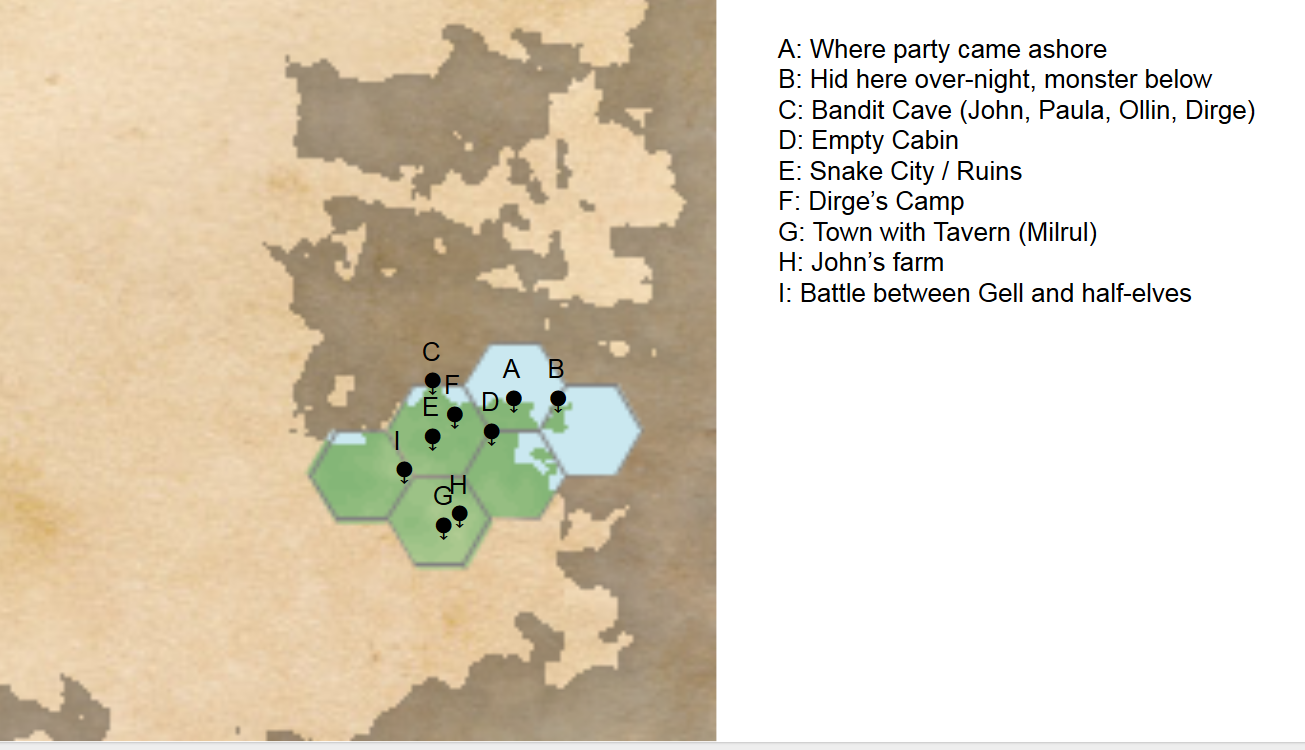 A: Where party came ashore
B: Hid here over-night, monster below
C: Bandit Cave (John, Paula, Ollin, Dirge)
D: Empty Cabin
E: Snake City / Ruins
F: Dirge’s Camp
G: Town with Tavern (Milrul)
H: John’s farm
I: Battle between Gell and half-elves
C
A
B
F
E
D
I
H
G